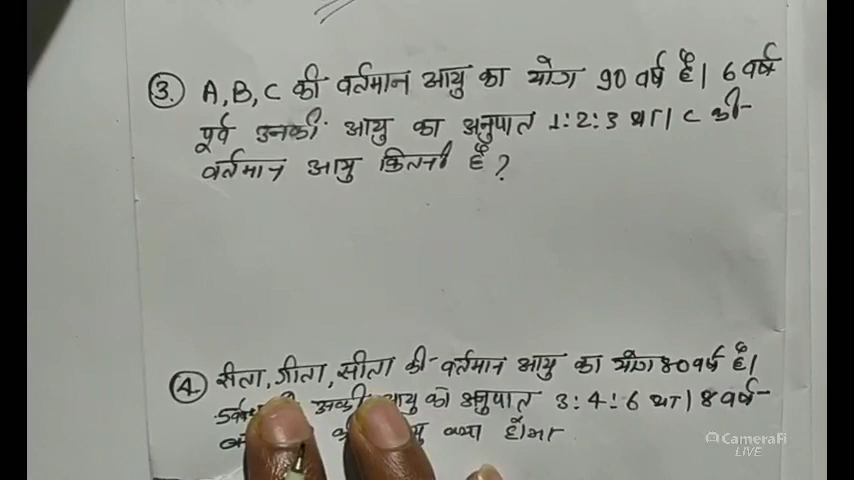 3. A, B, C की वर्तमान आयु का योग 90 वर्ष है। 6 वर्ष
पूर्व उनकी आयु का अनुपात 1:2:3 था। C की
वर्तमान आयु कितनी है?
4. गीता, सीता की वर्तमान आयु का योग 80 वर्ष है।
आयु को अनुपात 3:4:6 था। 8 वर्ष
क्या होगा
CameraFi
LIVE